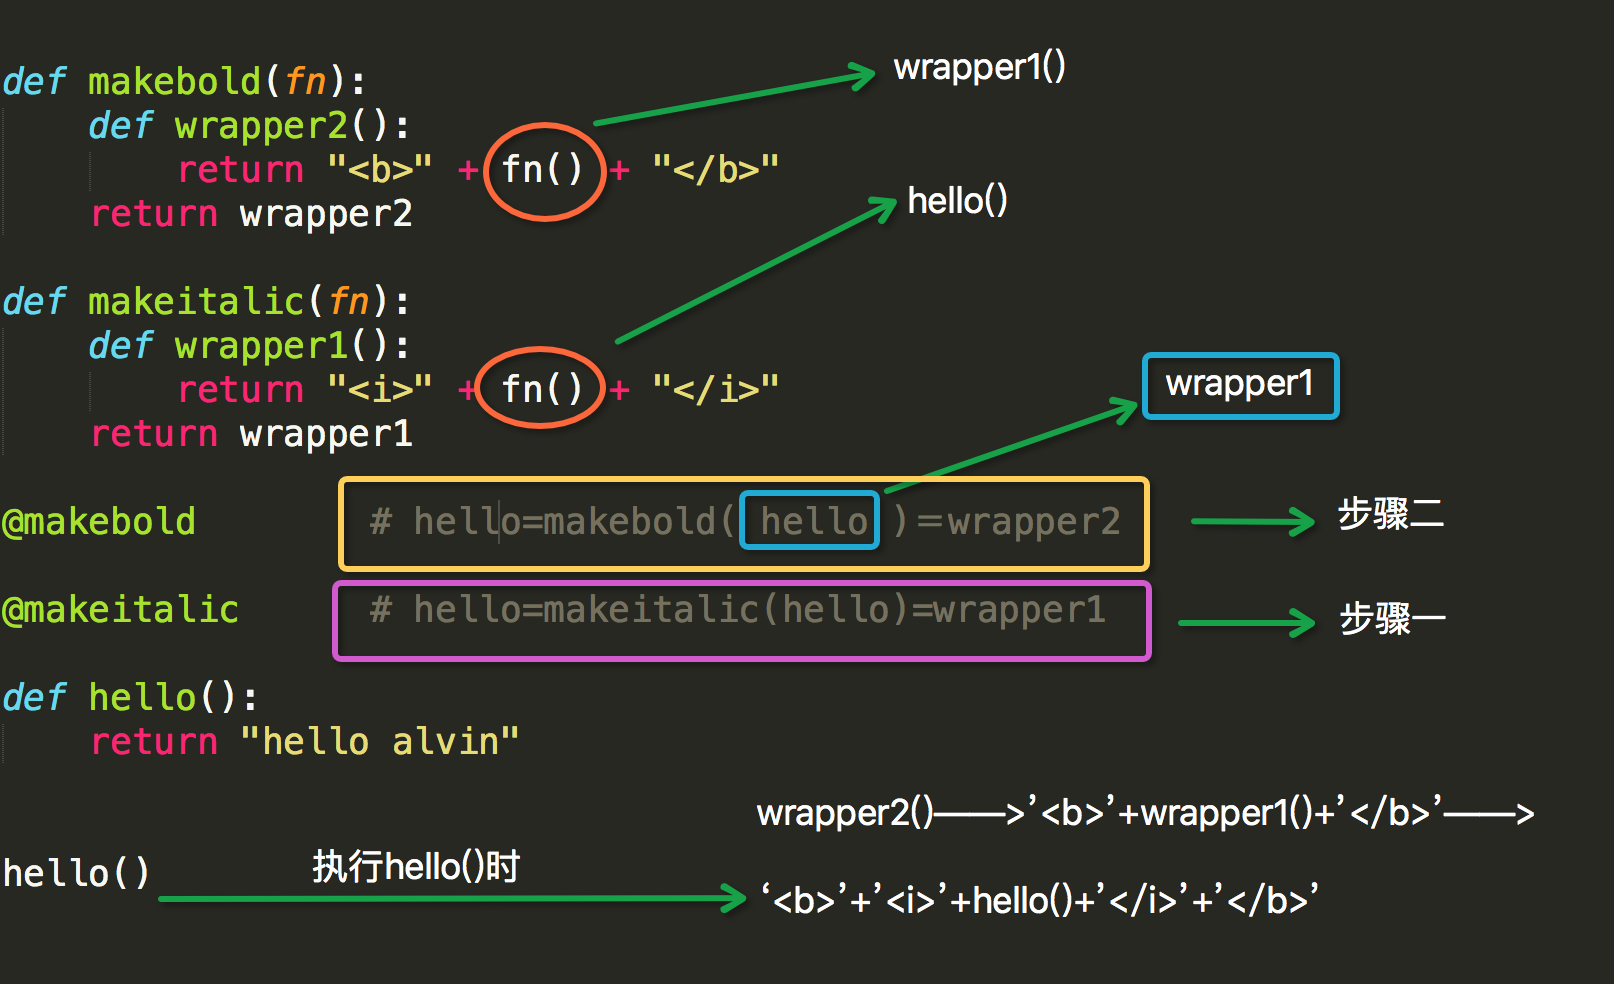 def makebold(fn):
def wrapper2():
return "<b>" + fn() + "</b>"
return wrapper2
wrapper1()
hello()
def makeitalic(fn):
def wrapper1():
return "<i>" + fn() + "</i>"
return wrapper1
wrapper1
@makebold # hello=makebold( hello )=wrapper2 步骤二
@makeitalic # hello=makeitalic(hello)=wrapper1 步骤一
def hello():
return "hello alvin"
wrapper2()——>’<b>’+wrapper1()+’</b>’——>
hello() 执行hello()时
‘<b>’+’<i>’+hello()+’</i>’+’</b>’